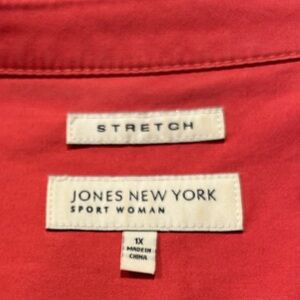 STRETCH
JONES NEW YORK
SPORT WOMAN
1X
MADE IN
CHINA